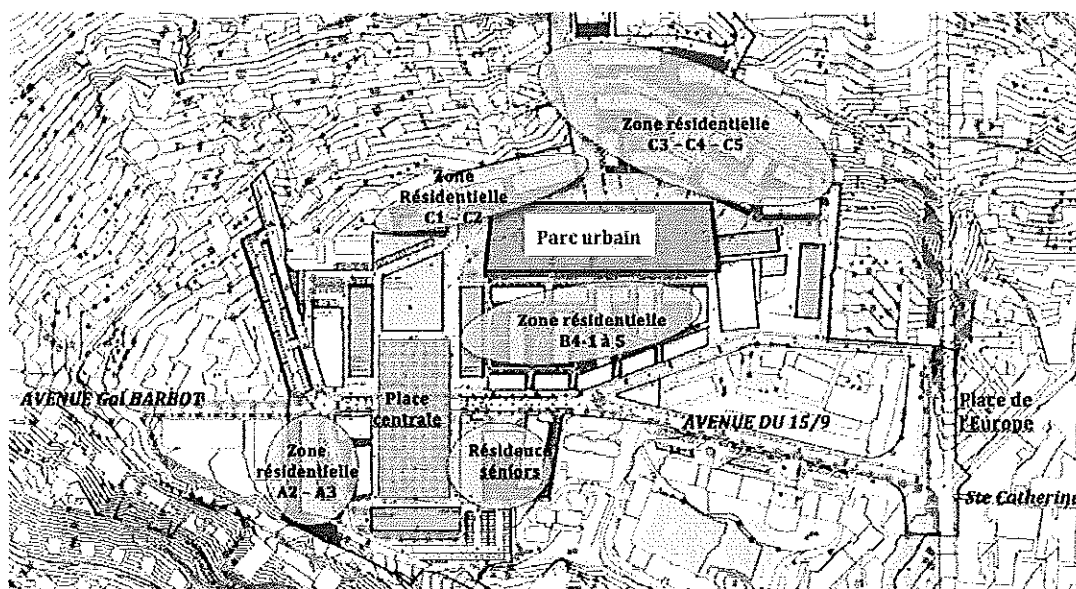 Zone résidentielle
C3 – C4 – C5
Zone
Résidentielle
C1 – C2
Parc urbain
Zone résidentielle
B4-1 à 5
AVENUE Gal BARBOT
Place
centrale
AVENUE DU 15/9
Place de
l'Europe
Zone
résidentielle
A2 – A3
Résidence
séniors
Ste Catherine